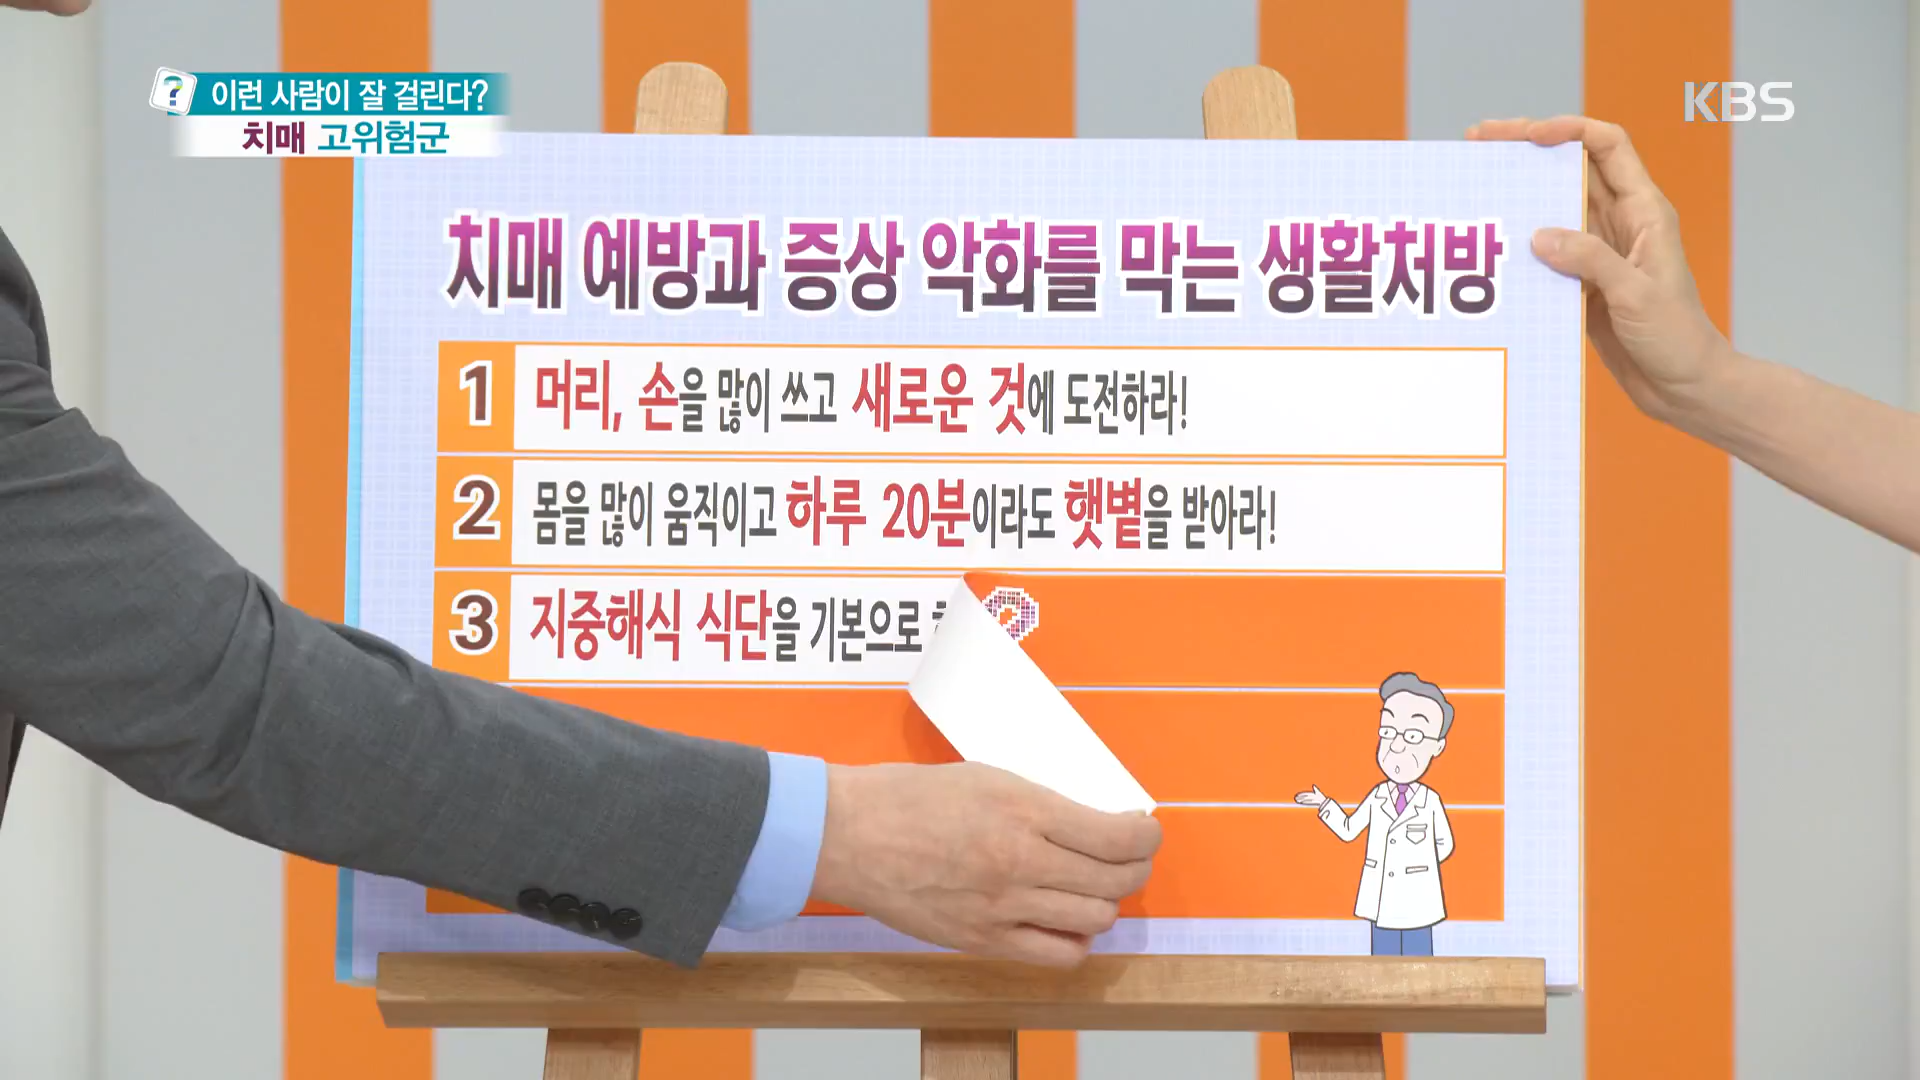 이런 사람이 잘 걸린다?
치매 고위험군
KBS
치매 예방과 증상 악화를 막는 생활처방
1 머리, 손을 많이 쓰고 새로운 것에 도전하라!
2 몸을 많이 움직이고 하루 20분이라도 햇볕을 받아라!
3 지중해식 식단을 기본으로